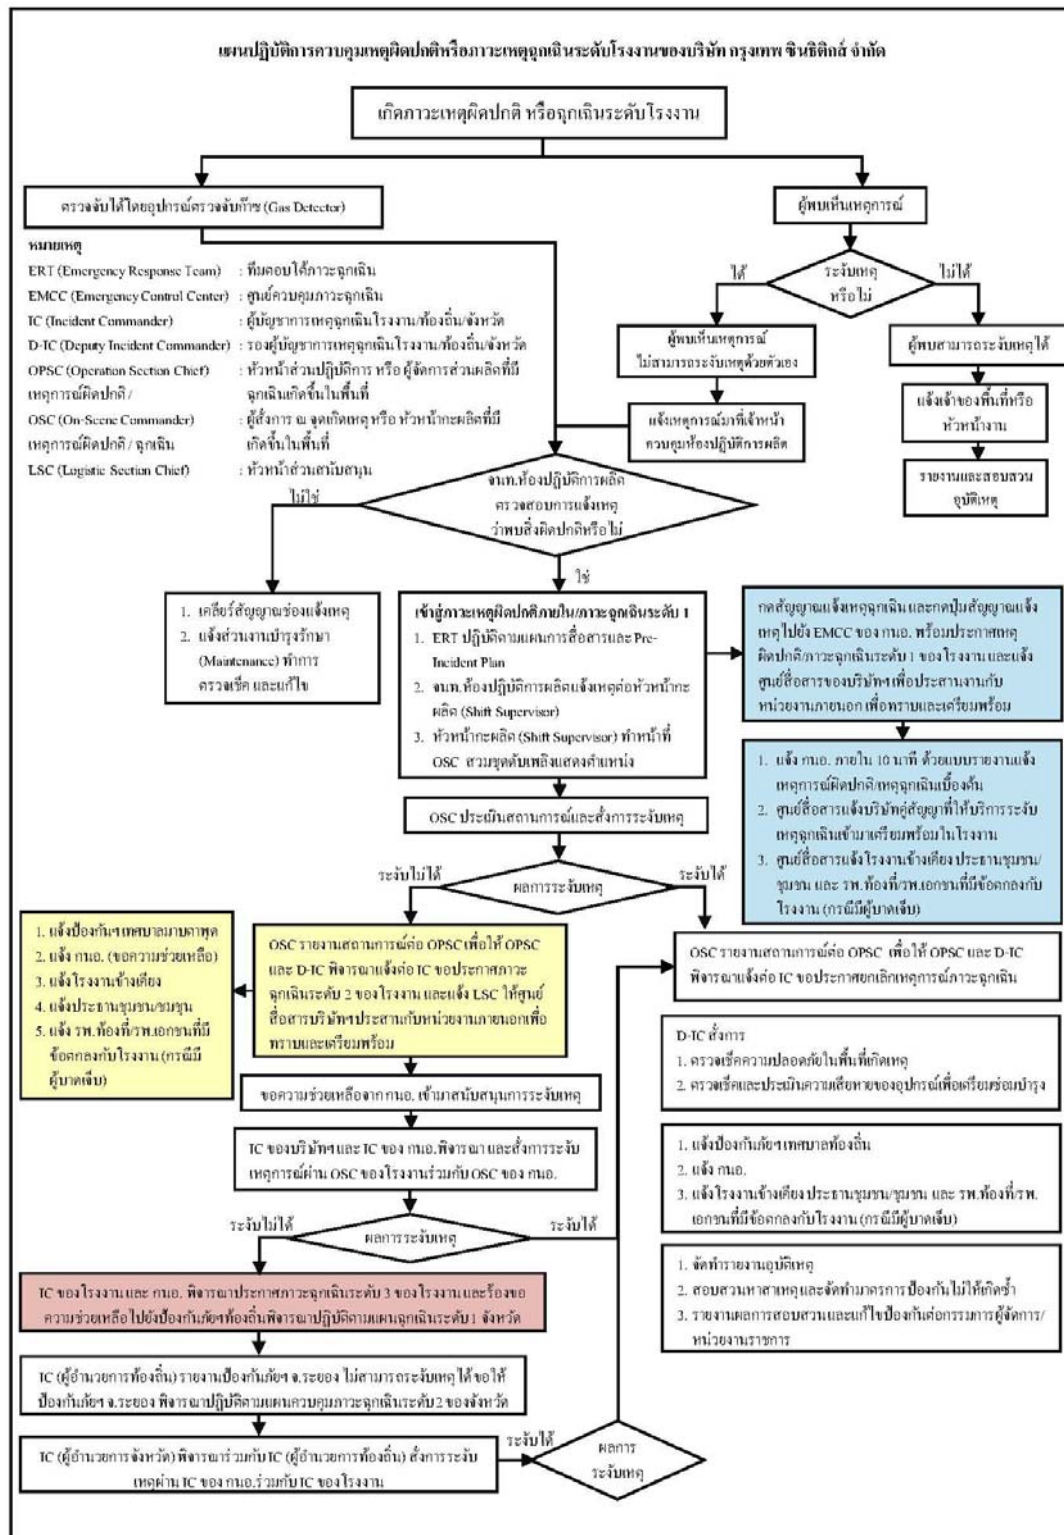 แผนปฏิบัติการควบคุมเหตุผิดปกติหรือภาวะเหตุฉุกเฉินระดับโรงงานของบริษัท กรุงเทพ ซินธิติกส์ จำกัด
เกิดภาวะเหตุผิดปกติ หรือฉุกเฉินระดับโรงงาน
ตรวจจับได้โดยอุปกรณ์ตรวจจับก๊าซ (Gas Detector)
ผู้พบเห็นเหตุการณ์
หมายเหตุ
ERT (Emergency Response Team) : ทีมตอบโต้ภาวะฉุกเฉิน
EMCC (Emergency Control Center) : ศูนย์ควบคุมภาวะฉุกเฉิน
IC (Incident Commander) : ผู้บัญชาการเหตุฉุกเฉินโรงงาน/ท้องถิ่น/จังหวัด
D-IC (Deputy Incident Commander) : รองผู้บัญชาการเหตุฉุกเฉินโรงงาน/ท้องถิ่น/จังหวัด
OPSC (Operation Section Chief) : หัวหน้าส่วนปฏิบัติการ หรือ ผู้จัดการส่วนผลิตที่มี
เหตุการณ์ผิดปกติ / ฉุกเฉินเกิดขึ้นในพื้นที่
OSC (On-Scene Commander) : ผู้สั่งการ ณ จุดเกิดเหตุ หรือ หัวหน้ากะผลิตที่มี
เหตุการณ์ผิดปกติ / ฉุกเฉิน เกิดขึ้นในพื้นที่
LSC (Logistic Section Chief) : หัวหน้าส่วนสนับสนุน
ได้
ระงับเหตุ
หรือไม่
ไม่ได้
ผู้พบเห็นเหตุการณ์
ไม่สามารถระงับเหตุด้วยตัวเอง
ผู้พบสามารถระงับเหตุได้
แจ้งเหตุการณ์มาที่เจ้าหน้า
ควบคุมห้องปฏิบัติการผลิต
แจ้งเจ้าของพื้นที่หรือ
หัวหน้างาน
รายงานและสอบสวน
อุบัติเหตุ
ไม่ใช่
จนท.ห้องปฏิบัติการผลิต
ตรวจสอบการแจ้งเหตุ
ว่าพบสิ่งผิดปกติหรือไม่
ใช่
1. เคลียร์สัญญาณช่องแจ้งเหตุ
2. แจ้งส่วนงานบำรุงรักษา
(Maintenance) ทำการ
ตรวจเช็ค และแก้ไข
เข้าสู่ภาวะเหตุผิดปกติภายใน/ภาวะฉุกเฉินระดับ 1
1. ERT ปฏิบัติตามแผนการสื่อสารและ Pre-
Incident Plan
2. จนท.ห้องปฏิบัติการผลิตแจ้งเหตุต่อหัวหน้ากะ
ผลิต (Shift Supervisor)
3. หัวหน้ากะผลิต (Shift Supervisor) ทำหน้าที่
OSC สวมชุดดับเพลิงแสดงตำแหน่ง
กดสัญญาณแจ้งเหตุฉุกเฉิน และกดปุ่มสัญญาณแจ้ง
เหตุไปยัง EMCC ของ กนอ. พร้อมประกาศเหตุ
ผิดปกติ/ภาวะฉุกเฉินระดับ 1 ของโรงงาน และแจ้ง
ศูนย์สื่อสารของบริษัทฯ เพื่อประสานงานกับ
หน่วยงานภายนอก เพื่อทราบและเตรียมพร้อม
1. แจ้ง กนอ. ภายใน 10 นาที ด้วยแบบรายงานแจ้ง
เหตุการณ์ผิดปกติ/เหตุฉุกเฉินเบื้องต้น
2. ศูนย์สื่อสารแจ้งบริษัทคู่สัญญาที่ให้บริการระงับ
เหตุฉุกเฉินเข้ามาเตรียมพร้อมในโรงงาน
3. ศูนย์สื่อสารแจ้งโรงงานข้างเคียง ประธานชุมชน/
ชุมชน และ รพ.ท้องที่/รพ.เอกชนที่มีข้อตกลงกับ
โรงงาน (กรณีมีผู้บาดเจ็บ)
OSC ประเมินสถานการณ์และสั่งการระงับเหตุ
ระงับไม่ได้
ผลการระงับเหตุ
ระงับได้
1. แจ้งป้องกันฯ เทศบาลมาบตาพุด
2. แจ้ง กนอ. (ขอความช่วยเหลือ)
3. แจ้งโรงงานข้างเคียง
4. แจ้งประธานชุมชน/ชุมชน
5. แจ้ง รพ.ท้องที่/รพ.เอกชนที่มี
ข้อตกลงกับโรงงาน (กรณีมี
ผู้บาดเจ็บ)
OSC รายงานสถานการณ์ต่อ OPSC เพื่อให้ OPSC
และ D-IC พิจารณาแจ้งต่อ IC ขอประกาศภาวะ
ฉุกเฉินระดับ 2 ของโรงงาน และแจ้ง LSC ให้ศูนย์
สื่อสารบริษัทฯ ประสานกับหน่วยงานภายนอกเพื่อ
ทราบและเตรียมพร้อม
OSC รายงานสถานการณ์ต่อ OPSC เพื่อให้ OPSC และ D-IC
พิจารณาแจ้งต่อ IC ขอประกาศยกเลิกเหตุการณ์ภาวะฉุกเฉิน
D-IC สั่งการ
1. ตรวจเช็คความปลอดภัยในพื้นที่เกิดเหตุ
2. ตรวจเช็คและประเมินความเสียหายของอุปกรณ์เพื่อเตรียมซ่อมบำรุง
ขอความช่วยเหลือจาก กนอ. เข้ามาสนับสนุนการระงับเหตุ
IC ของบริษัทฯ และ IC ของ กนอ. พิจารณา และสั่งการระงับ
เหตุการณ์ผ่าน OSC ของโรงงานร่วมกับ OSC ของ กนอ.
1. แจ้งป้องกันภัยฯ เทศบาลท้องถิ่น
2. แจ้ง กนอ.
3. แจ้งโรงงานข้างเคียง ประธานชุมชน/ชุมชน และ รพ.ท้องที่/รพ.
เอกชนที่มีข้อตกลงกับโรงงาน (กรณีมีผู้บาดเจ็บ)
ระงับไม่ได้
ผลการระงับเหตุ
ระงับได้
IC ของโรงงาน และ กนอ. พิจารณาประกาศภาวะฉุกเฉินระดับ 3 ของโรงงาน และร้องขอ
ความช่วยเหลือไปยังป้องกันภัยฯ ท้องถิ่นพิจารณาปฏิบัติตามแผนฉุกเฉินระดับ 1 จังหวัด
1. จัดทำรายงานอุบัติเหตุ
2. สอบสวนหาสาเหตุและจัดทำมาตรการป้องกันไม่ให้เกิดซ้ำ
3. รายงานผลการสอบสวน และแก้ไขป้องกันต่อกรรมการผู้จัดการ/
หน่วยงานราชการ
IC (ผู้อำนวยการท้องถิ่น) รายงานป้องกันภัยฯ จ.ระยอง ไม่สามารถระงับเหตุได้ ขอให้
ป้องกันภัยฯ จ.ระยอง พิจารณาปฏิบัติตามแผนควบคุมภาวะฉุกเฉินระดับ 2 ของจังหวัด
IC (ผู้อำนวยการจังหวัด) พิจารณาร่วมกับ IC (ผู้อำนวยการท้องถิ่น) สั่งการระงับ
เหตุผ่าน IC ของ กนอ. ร่วมกับ IC ของโรงงาน
ระงับได้
ผลการ
ระงับเหตุ